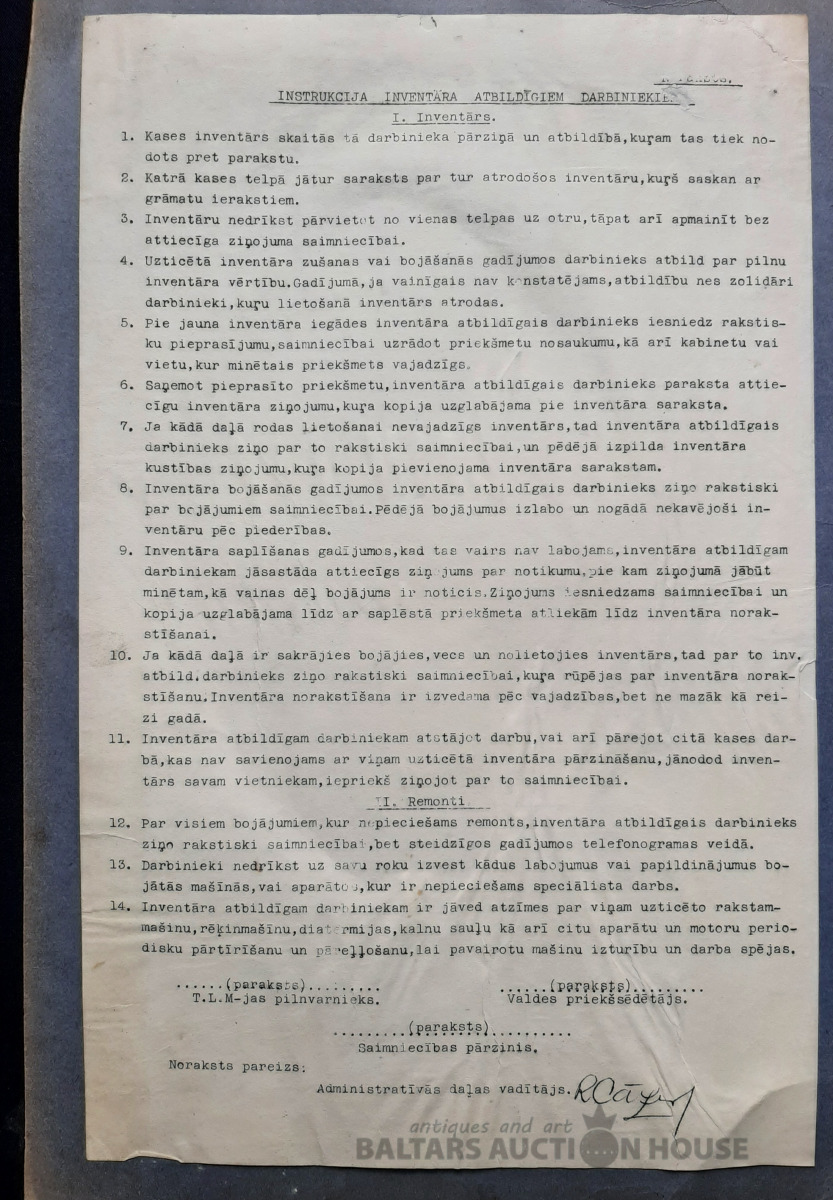 INSTRUKCIJA INVENTĀRA ATBILDĪGIEM DARBINIEKIE
I. Inventārs.
1. Kases inventārs skaitās tā darbinieka pārziņā un atbildībā,kuŗam tas tiek no-
dots pret parakstu.
2. Katrā kases telpā jātur saraksts par tur atrodošos inventāru,kuŗš saskan ar
grāmatu ierakstiem.
3. Inventāru nedrīkst pārvietot no vienas telpas uz otru,tāpat arī apmainīt bez
attiecīga ziņojuma saimniecībai.
4. Uzticētā inventāra zušanas vai bojāšanās gadījumos darbinieks atbild par pilnu
inventāra vērtību.Gadījumā,ja vainīgais nav konstatējams,atbildību nes zolidāri
darbinieki,kuŗu lietošanā inventārs atrodas.
5. Pie jauna inventāra iegādes inventāra atbildīgais darbinieks iesniedz rakstis-
ku pieprasījumu,saimniecībai uzrādot priekšmetu nosaukumu,kā arī kabinetu vai
vietu,kur minētais priekšmets vajadzīgs.
6. Saņemot pieprasīto priekšmetu,inventāra atbildīgais darbinieks paraksta attie-
cīgu inventāra ziņojumu,kuŗa kopija uzglabājama pie inventāra saraksta.
7. Ja kādā daļā rodas lietošanai nevajadzīgs inventārs,tad inventāra atbildīgais
darbinieks ziņo par to rakstiski saimniecībai,un pēdējā izpilda inventāra
kustības ziņojumu,kuŗa kopija pievienojama inventāra sarakstam.
8. Inventāra bojāšanās gadījumos inventāra atbildīgais darbinieks ziņo rakstiski
par bojājumiem saimniecībai.Pēdējā bojājumus izlabo un nogādā nekavējoši in-
ventāru pēc piederības.
9. Inventāra saplīšanas gadījumos,kad tas vairs nav labojams,inventāra atbildīgam
darbiniekam jāsastāda attiecīgs ziņojums par notikumu,pie kam ziņojumā jābūt
minētam,kā vainas dēļ bojājums ir noticis.Ziņojums iesniedzams saimniecībai un
kopija uzglabājama līdz ar saplēstā priekšmeta atliekām līdz inventāra norak-
stīšanai.
10. Ja kādā daļā ir sakrājies bojājies,vecs un nolietojies inventārs,tad par to inv.
atbild.darbinieks ziņo rakstiski saimniecībai,kuŗa rūpējas par inventāra norak-
stīšanu.Inventāra norakstīšana ir izvedama pēc vajadzības,bet ne mazāk kā rei-
zi gadā.
11. Inventāra atbildīgam darbiniekam atstājot darbu,vai arī pārejot citā kases dar-
bā,kas nav savienojams ar viņam uzticētā inventāra pārzināšanu,jānodod inven-
tārs savam vietniekam,iepriekš ziņojot par to saimniecībai.
II. Remonti
12. Par visiem bojājumiem,kur nepieciešams remonts,inventāra atbildīgais darbinieks
ziņo rakstiski saimniecībai,bet steidzīgos gadījumos telefonogramas veidā.
13. Darbinieki nedrīkst uz savu roku izvest kādus labojumus vai papildinājumus bo-
jātās mašīnās,vai aparātos,kur ir nepieciešams speciālista darbs.
14. Inventāra atbildīgam darbiniekam ir jāved atzīmes par viņam uzticēto rakstam-
mašīnu,rēķinmašīnu,diatermijas,kalnu sauļu kā arī citu aparātu un motoru perio-
disku pārtīrīšanu un pāreļļošanu,lai pavairotu mašīnu izturību un darba spējas.
......(paraksts)......... ......(paraksts).........
T.L.M-jas pilnvarnieks. Valdes priekšsēdētājs.
.........(paraksts)..........
Saimniecības pārzinis.
Noraksts pareizs:
Administratīvās daļas vadītājs.
antiques and art
BALTARS AUCTION HOUSE